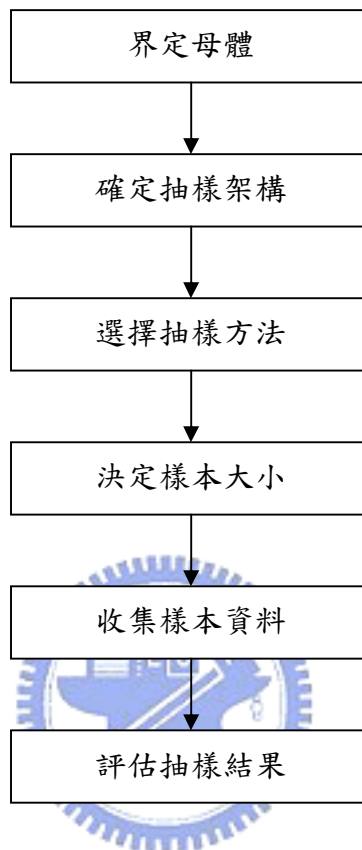 界定母體
確定抽樣架構
選擇抽樣方法
決定樣本大小
收集樣本資料
評估抽樣結果